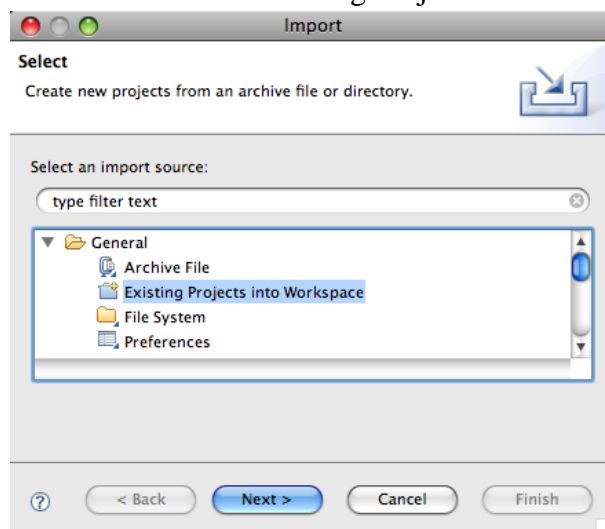 Import
Select
Create new projects from an archive file or directory.
Select an import source:
type filter text
General
Archive File
Existing Projects into Workspace
File System
Preferences
?
< Back Next > Cancel Finish